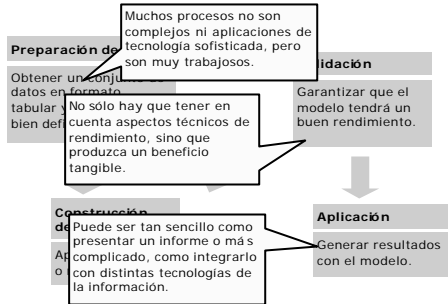 Muchos procesos no son
complejos ni aplicaciones de
tecnología sofisticada, pero
son muy trabajosos.
Preparación de
Obtener un conjunto de
datos en formato
tabular y
bien defi
No sólo hay que tener en
cuenta aspectos técnicos de
rendimiento, sino que
produzca un beneficio
tangible.
lidación
Garantizar que el
modelo tendrá un
buen rendimiento.
Construcción
de
Ap
o
Puede ser tan sencillo como
presentar un informe o más
complicado, como integrarlo
con distintas tecnologías de
la información.
Aplicación
Generar resultados
con el modelo.